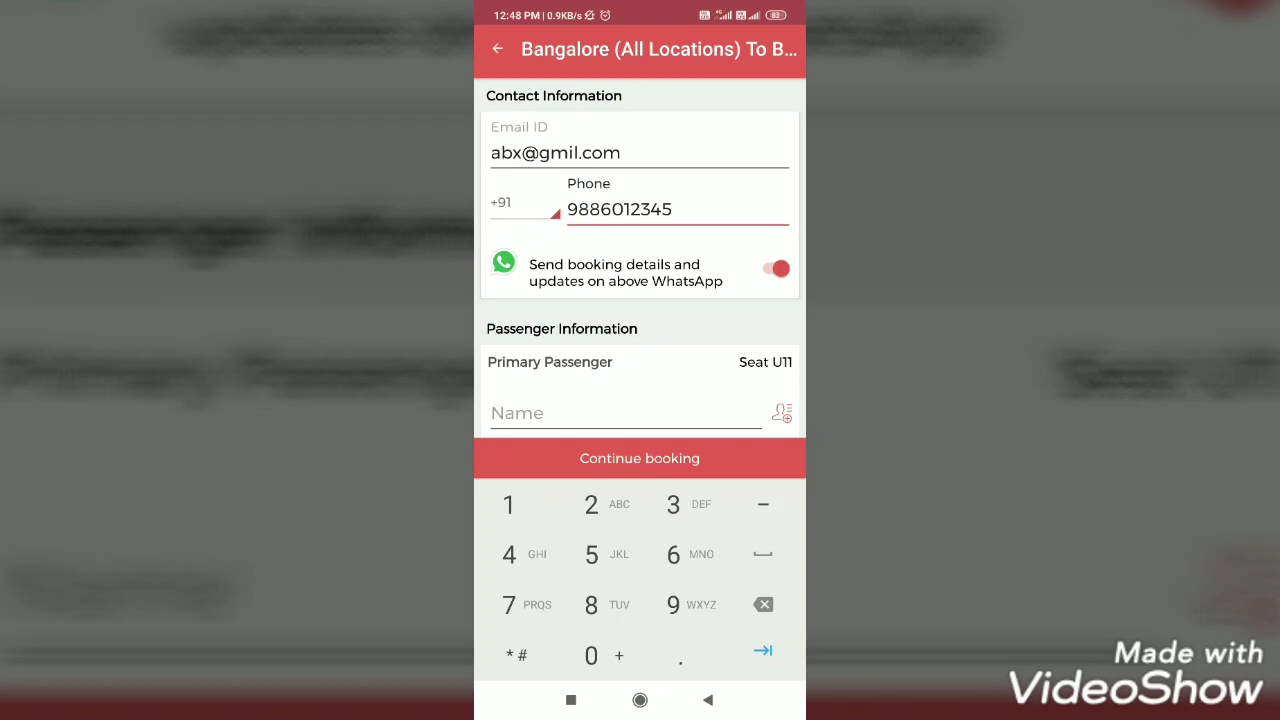 12:48 PM | 0.9KB/s
4G
83
Bangalore (All Locations) To B...
Contact Information
Email ID
abx@gmil.com
Phone
+91
9886012345
Send booking details and
updates on above WhatsApp
Passenger Information
Primary Passenger Seat U11
Name
Continue booking
1 2 ABC 3 DEF -
4 GHI 5 JKL 6 MNO
7 PRQS 8 TUV 9 WXYZ
* # 0 + .
Made with
VideoShow